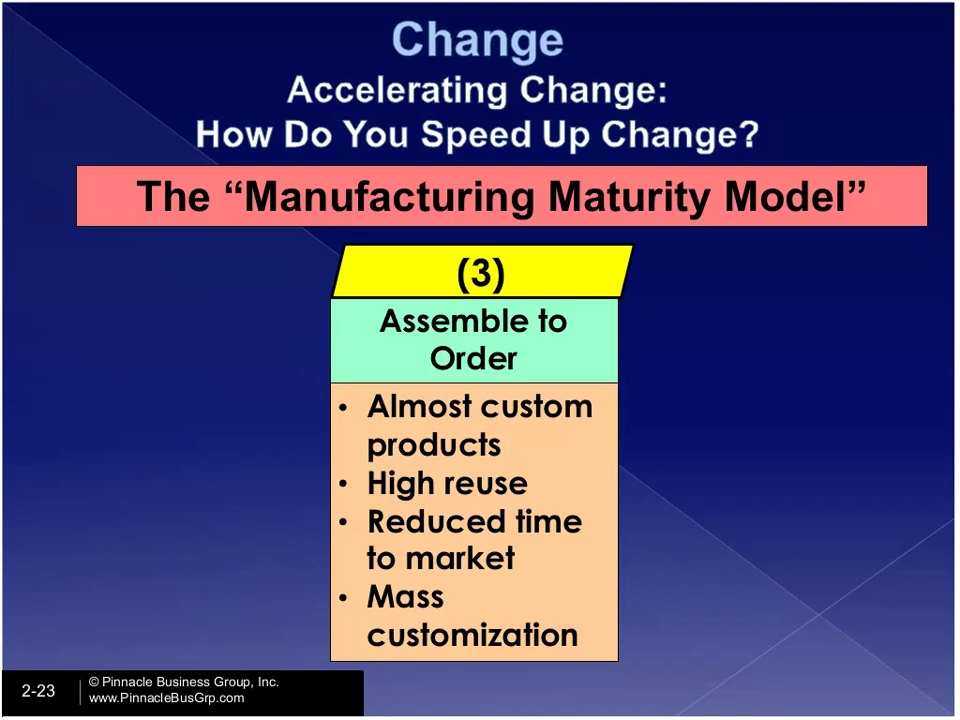 Change
Accelerating Change:
How Do You Speed Up Change?
The “Manufacturing Maturity Model”
(3)
Assemble to
Order
• Almost custom
products
• High reuse
• Reduced time
to market
• Mass
customization
2-23
© Pinnacle Business Group, Inc.
www.PinnacleBusGrp.com